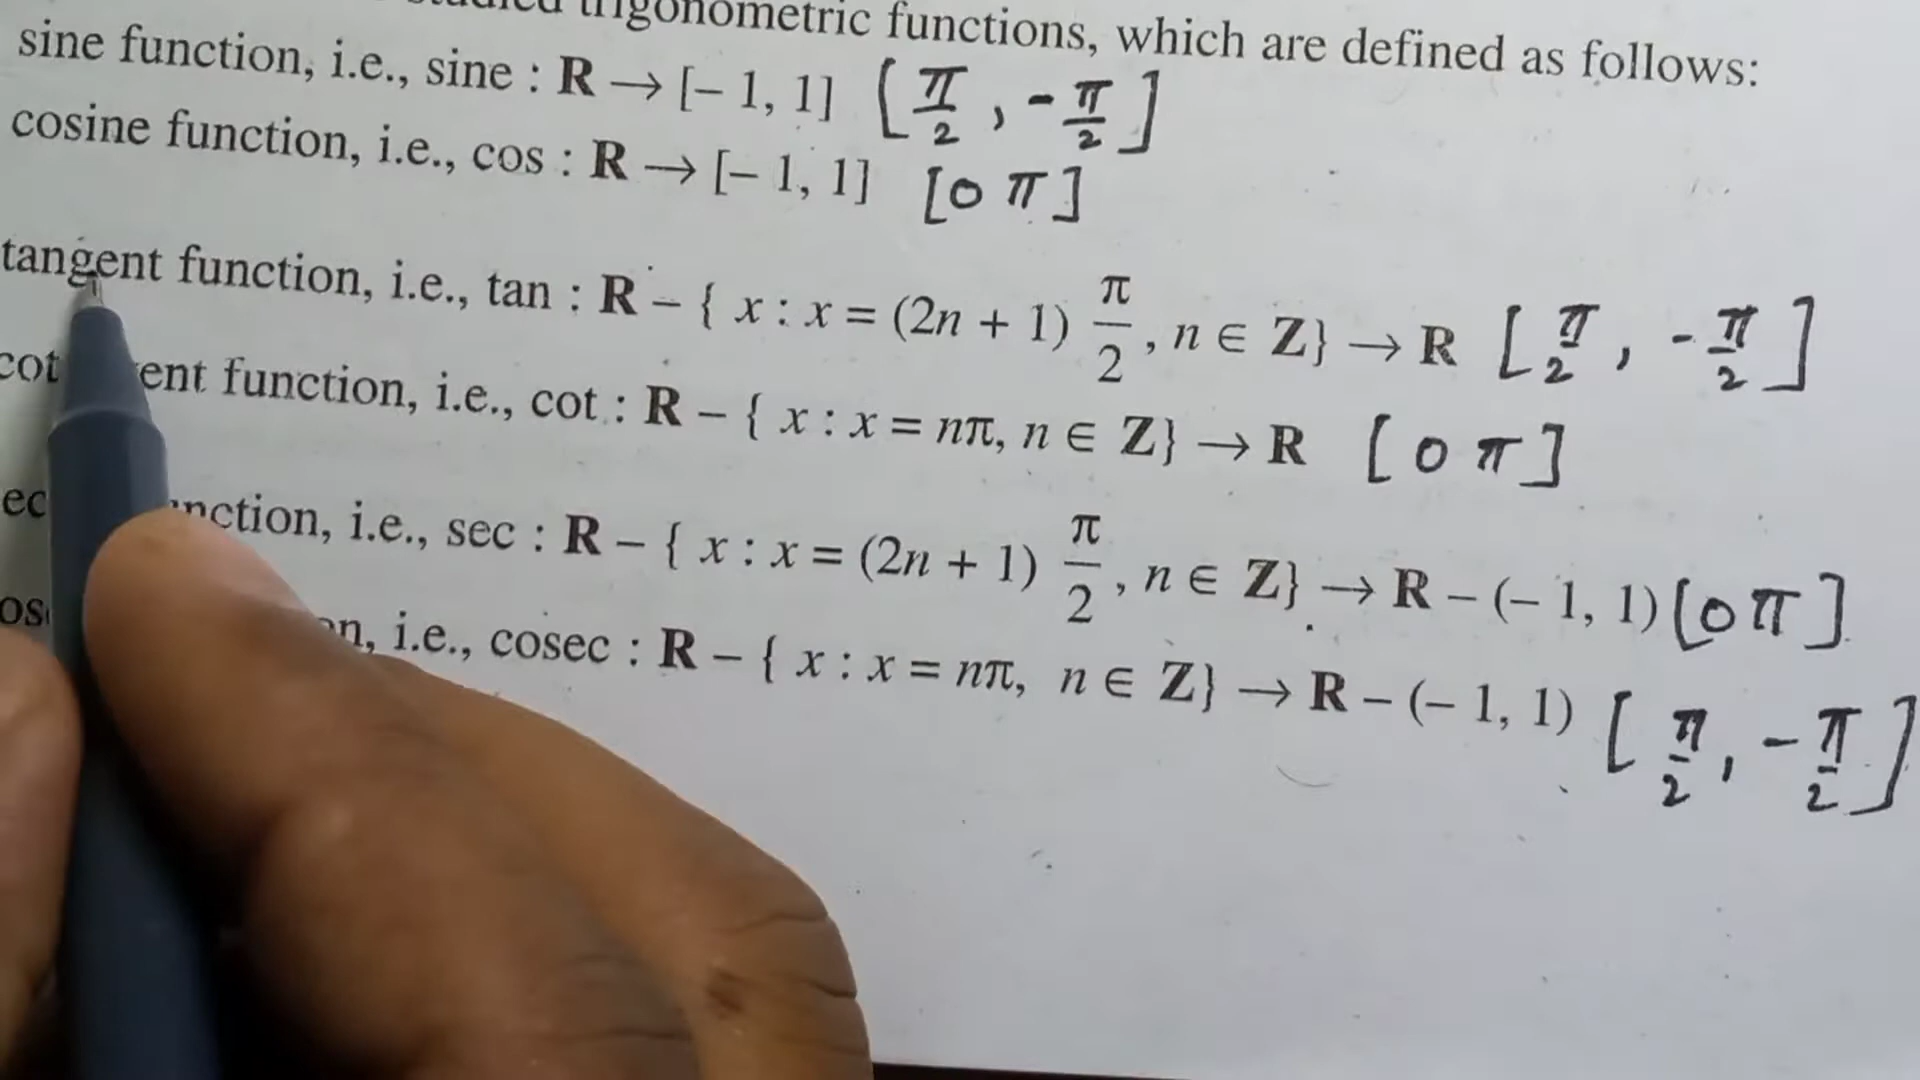 trigonometric functions, which are defined as follows:
sine function, i.e., sine : R → [– 1, 1] [π/2, -π/2]
cosine function, i.e., cos : R → [– 1, 1] [0 π]
tangent function, i.e., tan : R – { x : x = (2n + 1) π/2, n ∈ Z} → R [π/2, -π/2]
cot ent function, i.e., cot : R – { x : x = nπ, n ∈ Z} → R [0 π]
ec nction, i.e., sec : R – { x : x = (2n + 1) π/2, n ∈ Z} → R – (– 1, 1) [0 π]
os n, i.e., cosec : R – { x : x = nπ, n ∈ Z} → R – (– 1, 1) [π/2, -π/2]